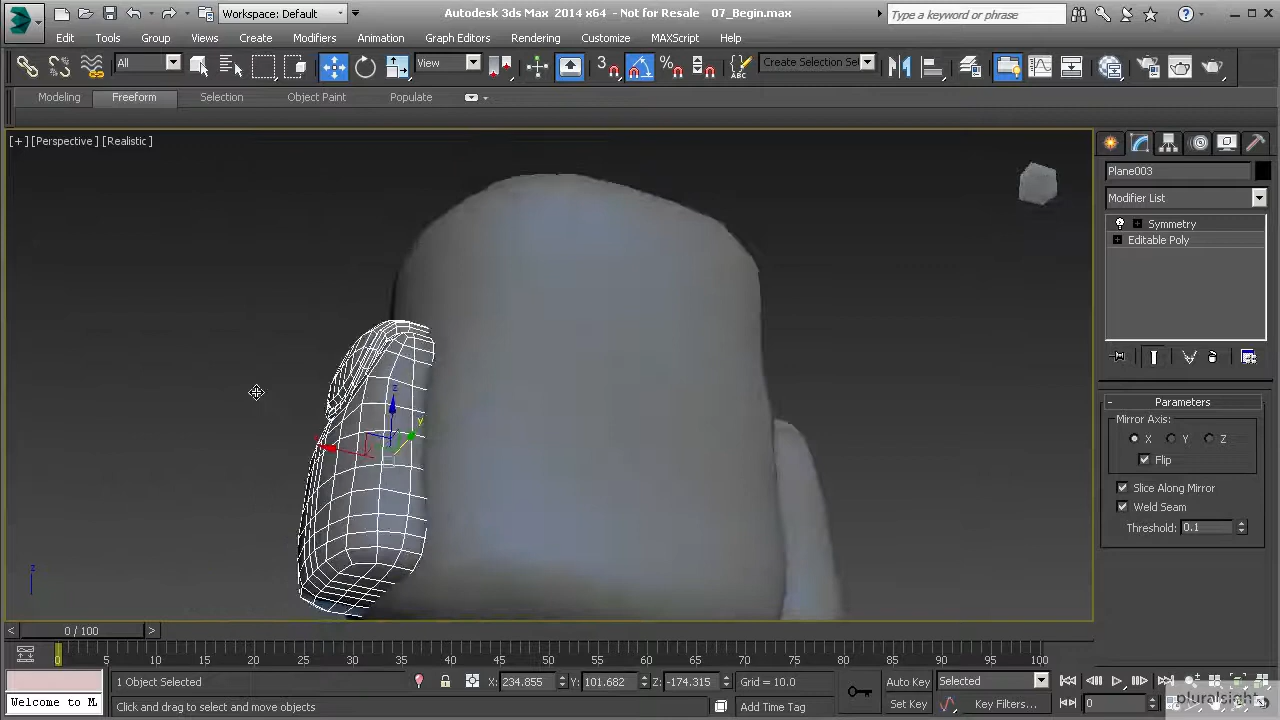 Workspace: Default
Autodesk 3ds Max 2014 x64 - Not for Resale 07_Begin.max
Type a keyword or phrase
Edit Tools Group Views Create Modifiers Animation Graph Editors Rendering Customize MAXScript Help
All View 3 % ABC Create Selection Se
Modeling Freeform Selection Object Paint Populate
[+] [Perspective] [Realistic]
Plane003
Modifier List
Symmetry
Editable Poly
Parameters
Mirror Axis:
X Y Z
Flip
Slice Along Mirror
Weld Seam
Threshold: 0.1
z
y
z
< 0 / 100 >
0 5 10 15 20 25 30 35 40 45 50 55 60 65 70 75 80 85 90 95 100
1 Object Selected X: 234.855 Y: 101.682 Z: -174.315 Grid = 10.0 Auto Key Selected
Welcome to M Click and drag to select and move objects Add Time Tag Set Key Key Filters... 0
pluralsight